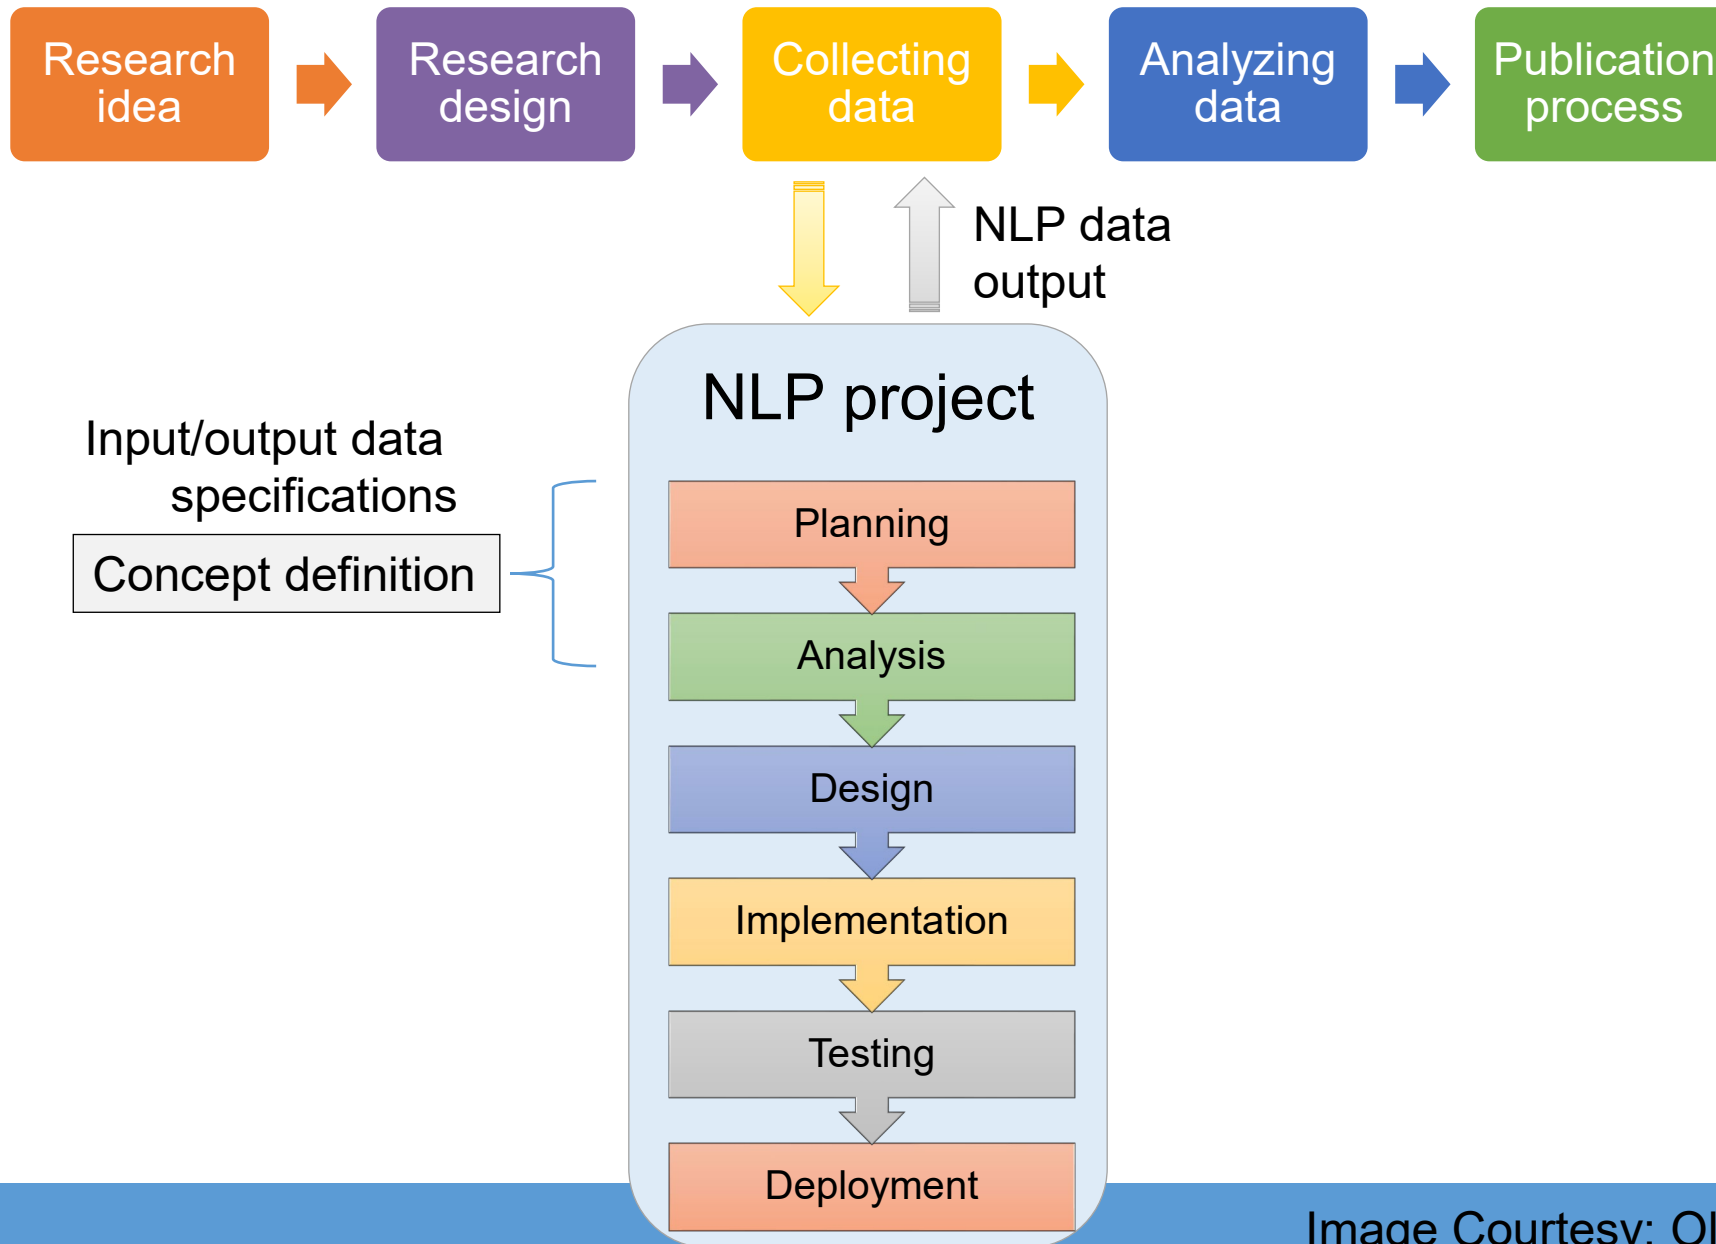 Research
idea
Research
design
Collecting
data
Analyzing
data
Publication
process
NLP data
output
NLP project
Input/output data
specifications
Concept definition
Planning
Analysis
Design
Implementation
Testing
Deployment
Image Courtesy: